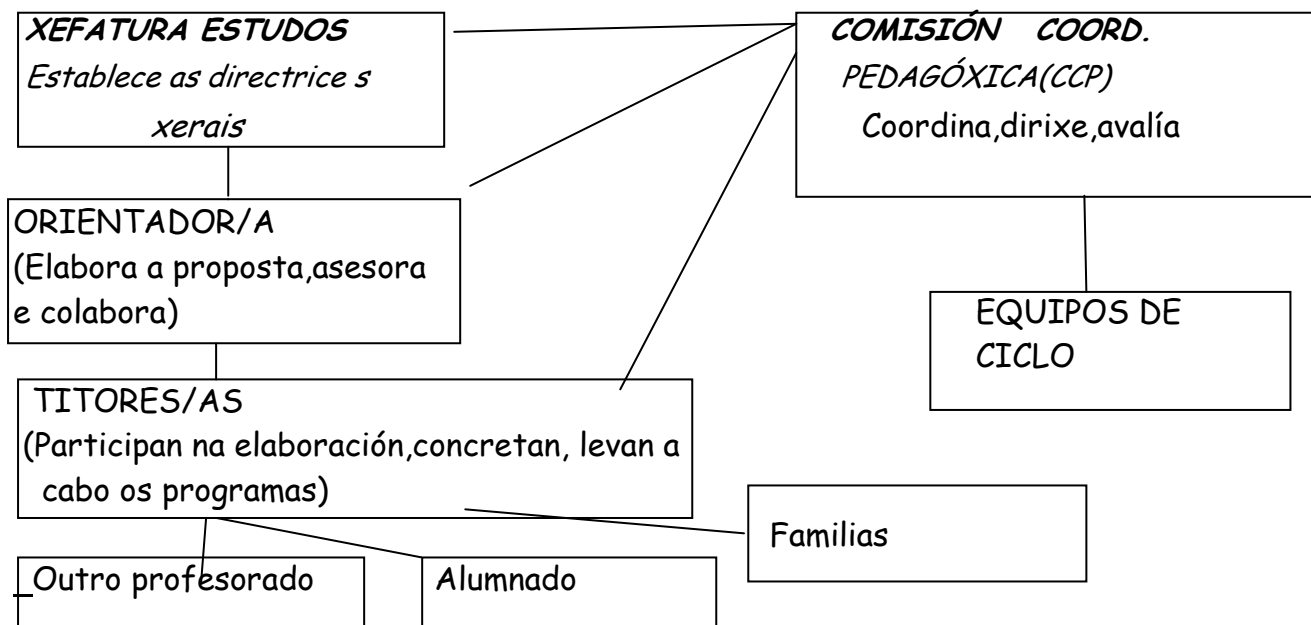 XEFATURA ESTUDOS
Establece as directrice s
xerais
COMISIÓN COORD.
PEDAGÓXICA(CCP)
Coordina,dirixe,avalía
ORIENTADOR/A
(Elabora a proposta,asesora
e colabora)
EQUIPOS DE
CICLO
TITORES/AS
(Participan na elaboración,concretan, levan a
cabo os programas)
Familias
_Outro profesorado
Alumnado